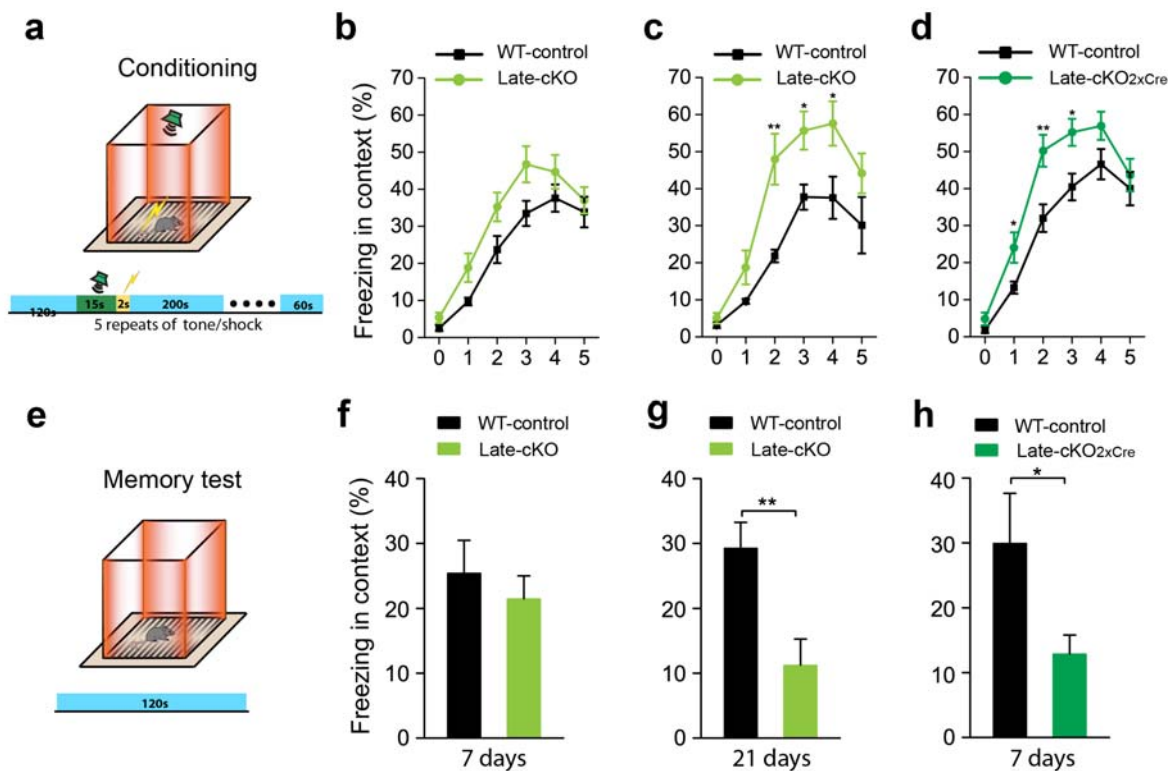 a
Conditioning
120s 15s 2s 200s 60s
5 repeats of tone/shock
b
WT-control
Late-cKO
Freezing in context (%)
70
60
50
40
30
20
10
0
0 1 2 3 4 5
c
WT-control
Late-cKO
70
60
50
40
30
20
10
0
** * *
0 1 2 3 4 5
d
WT-control
Late-cKO2xCre
70
60
50
40
30
20
10
0
* ** *
0 1 2 3 4 5
e
Memory test
120s
f
WT-control
Late-cKO
Freezing in context (%)
40
30
20
10
0
7 days
g
WT-control
Late-cKO
40
30
20
10
0
**
21 days
h
WT-control
Late-cKO2xCre
40
30
20
10
0
*
7 days